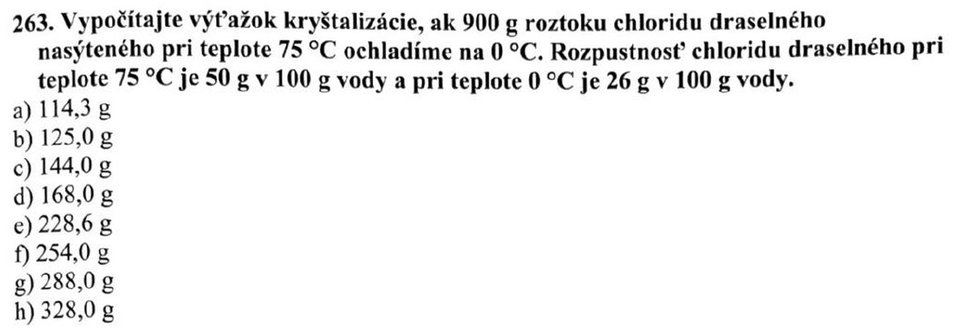 263. Vypočítajte výťažok kryštalizácie, ak 900 g roztoku chloridu draselného
nasýteného pri teplote 75 °C ochladíme na 0 °C. Rozpustnosť chloridu draselného pri
teplote 75 °C je 50 g v 100 g vody a pri teplote 0 °C je 26 g v 100 g vody.
a) 114,3 g
b) 125,0 g
c) 144,0 g
d) 168,0 g
e) 228,6 g
f) 254,0 g
g) 288,0 g
h) 328,0 g